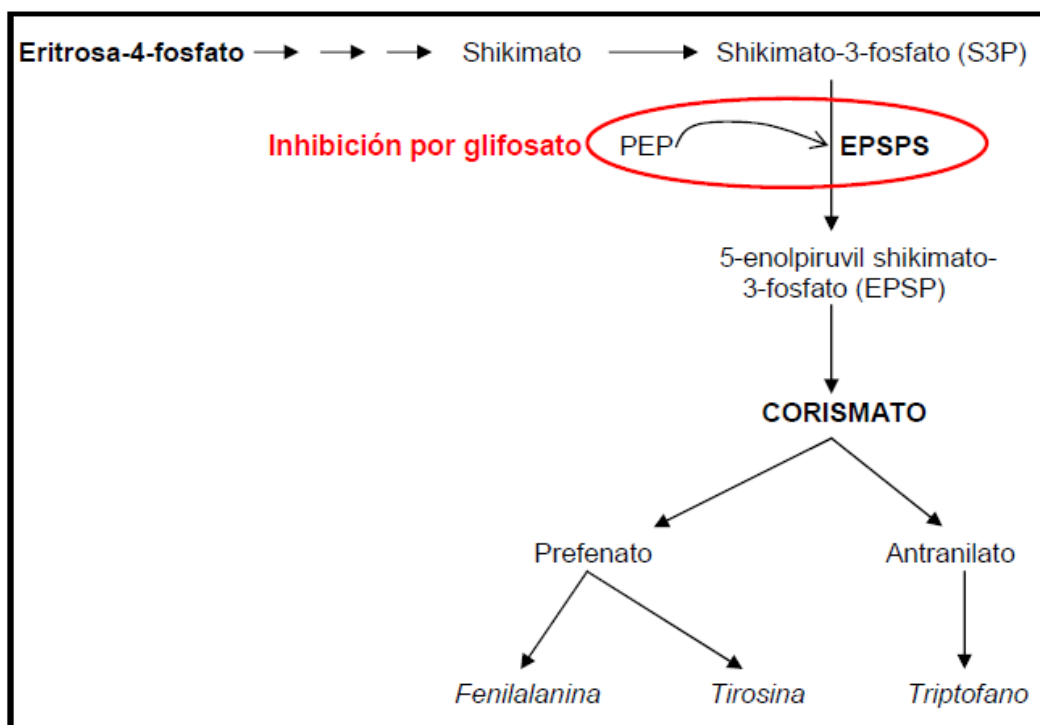 Eritrosa-4-fosfato Shikimato Shikimato-3-fosfato (S3P)
Inhibición por glifosato PEP EPSPS
5-enolpiruvil shikimato-
3-fosfato (EPSP)
CORISMATO
Prefenato Antranilato
Fenilalanina Tirosina Triptofano